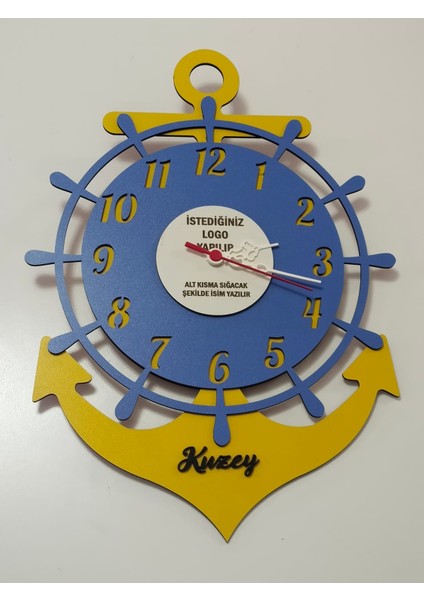 12
11
1
10
2
9
3
8
4
7
5
6
İSTEDİĞİNİZ
LOGO
YAPILIR
ALT KISMA SIĞACAK
ŞEKİLDE İSİM YAZILIR
Kuzey